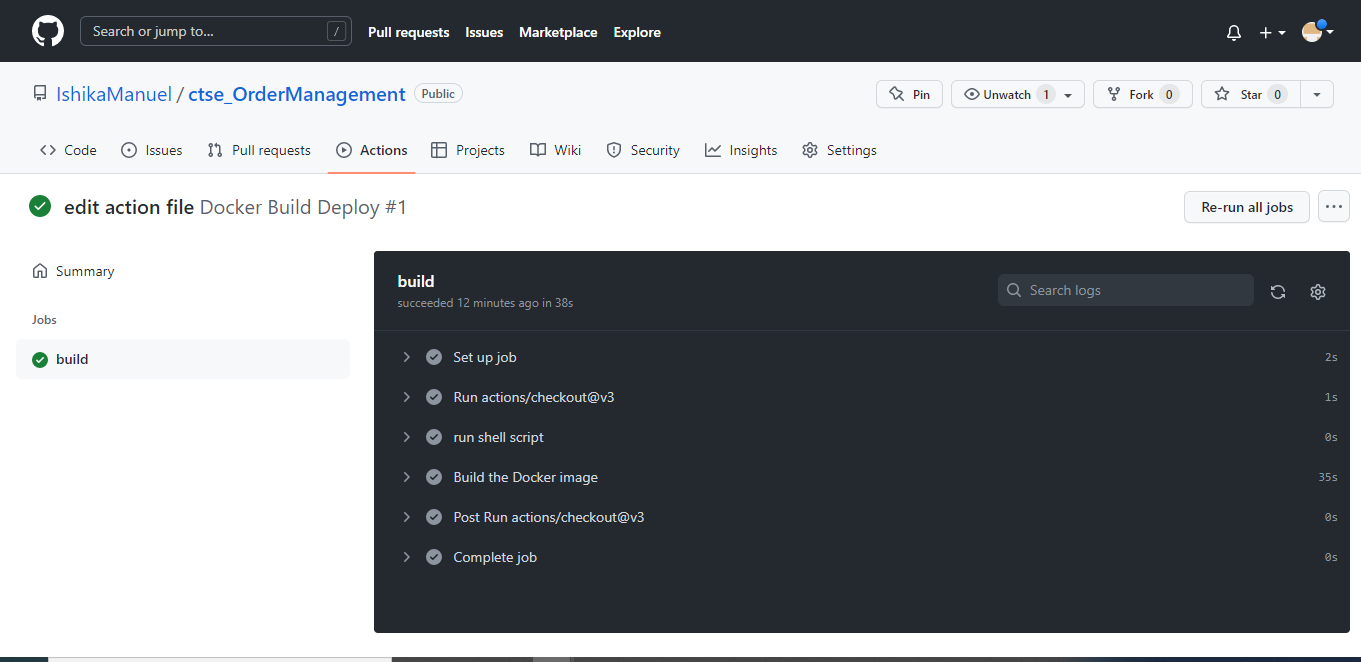 Search or jump to... /
Pull requests Issues Marketplace Explore
IshikaManuel / ctse_OrderManagement Public
Pin Unwatch 1 Fork 0 Star 0
Code Issues Pull requests Actions Projects Wiki Security Insights Settings
edit action file Docker Build Deploy #1
Re-run all jobs
Summary
Jobs
build
build
succeeded 12 minutes ago in 38s
Search logs
Set up job 2s
Run actions/checkout@v3 1s
run shell script 0s
Build the Docker image 35s
Post Run actions/checkout@v3 0s
Complete job 0s